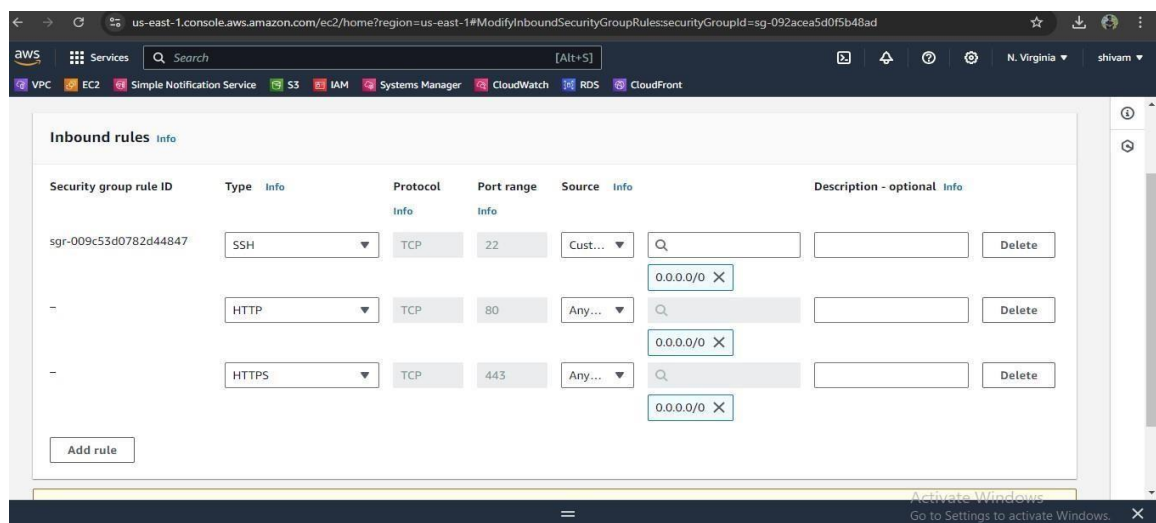 us-east-1.console.aws.amazon.com/ec2/home?region=us-east-1#ModifyInboundSecurityGroupRules:securityGroupId=sg-092acea5d0f5b48ad
aws Services Search [Alt+S] N. Virginia shivam
VPC EC2 Simple Notification Service S3 IAM Systems Manager CloudWatch RDS CloudFront
Inbound rules Info
Security group rule ID Type Info Protocol Port range Source Info Description - optional Info
Info Info
sgr-009c53d0782d44847 SSH TCP 22 Cust... Delete
0.0.0.0/0
– HTTP TCP 80 Any... Delete
0.0.0.0/0
– HTTPS TCP 443 Any... Delete
0.0.0.0/0
Add rule
Activate Windows
Go to Settings to activate Windows.